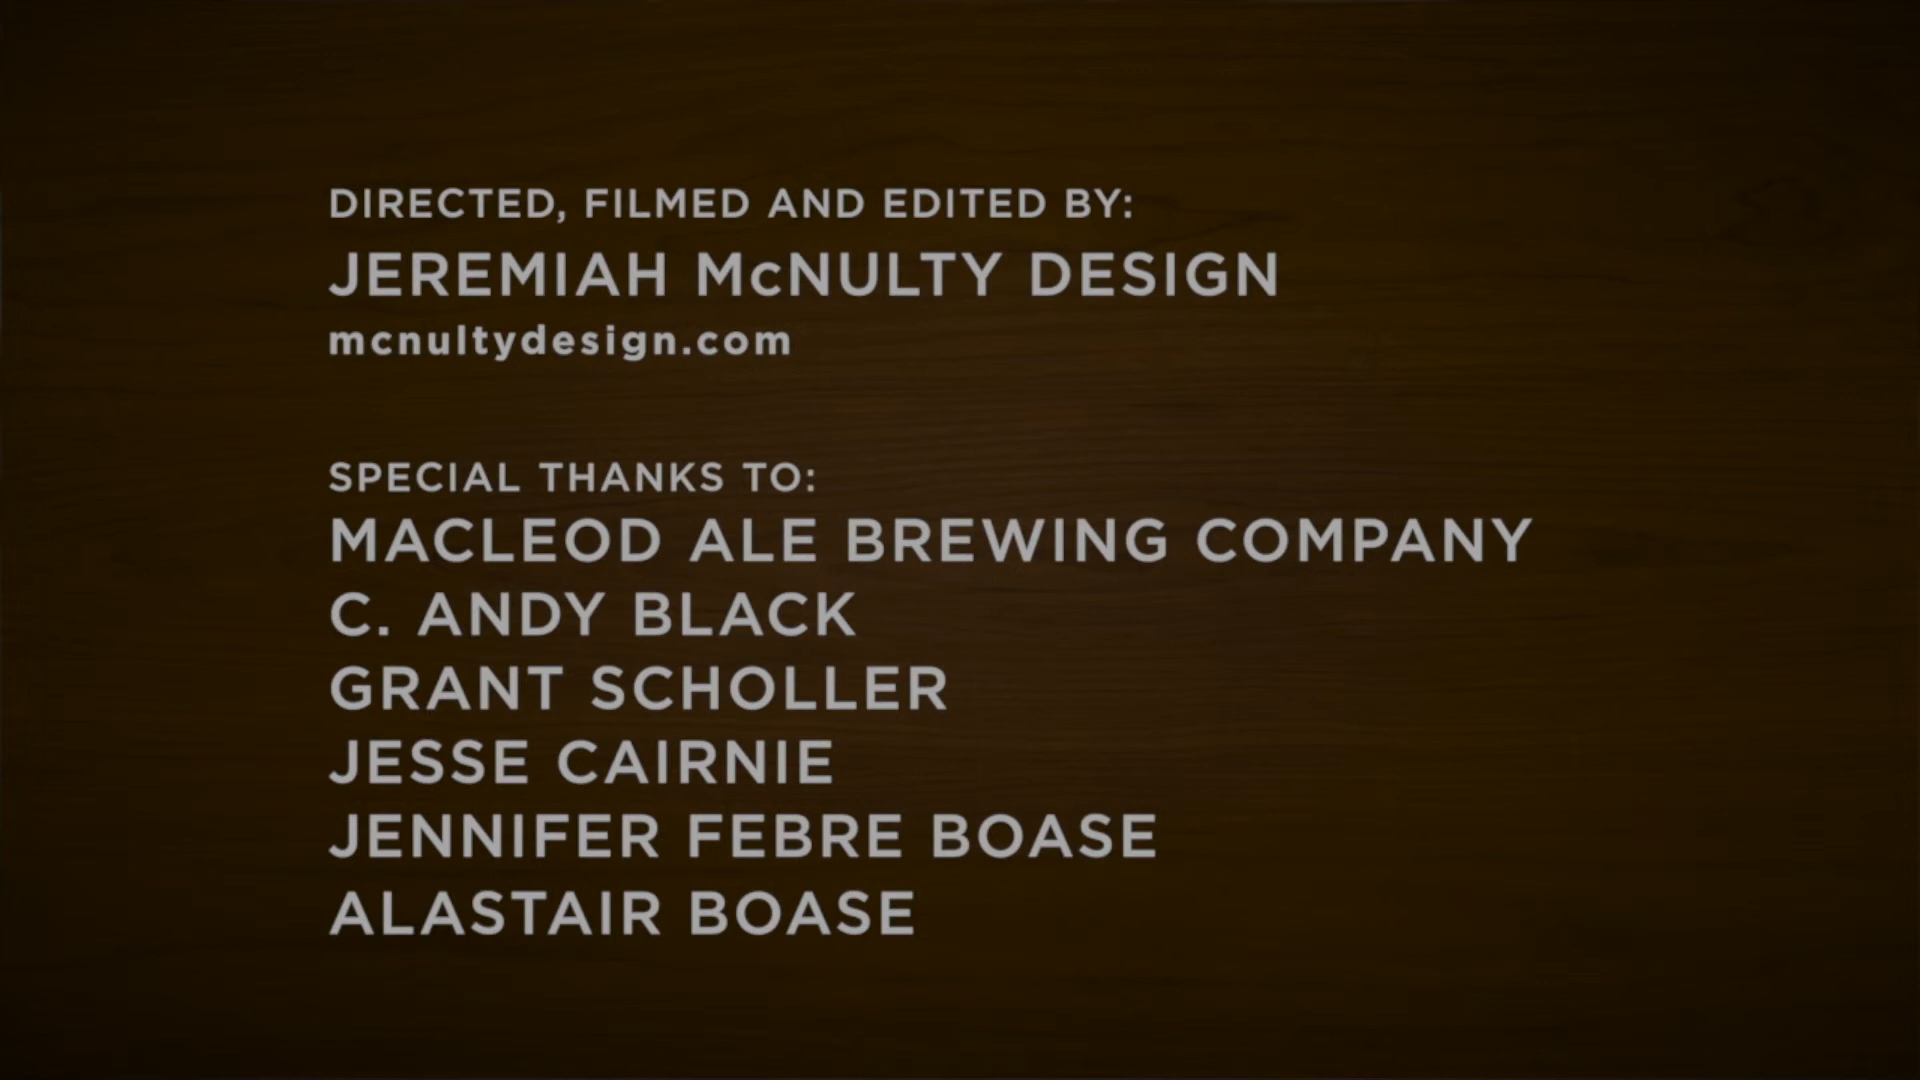 DIRECTED, FILMED AND EDITED BY:
JEREMIAH McNULTY DESIGN
mcnultydesign.com
SPECIAL THANKS TO:
MACLEOD ALE BREWING COMPANY
C. ANDY BLACK
GRANT SCHOLLER
JESSE CAIRNIE
JENNIFER FEBRE BOASE
ALASTAIR BOASE